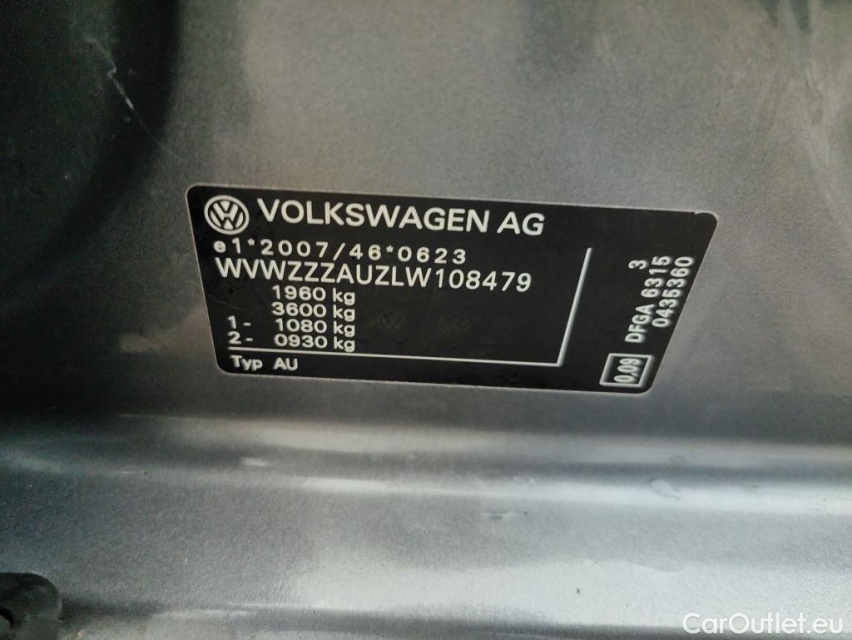 VOLKSWAGEN AG
e1*2007/46*0623
WVWZZZAUZLW108479
1960 kg
3600 kg
1- 1080 kg
2- 0930 kg
Typ AU
3
DFGA 6315
0435360
0,09
CarOutlet.eu